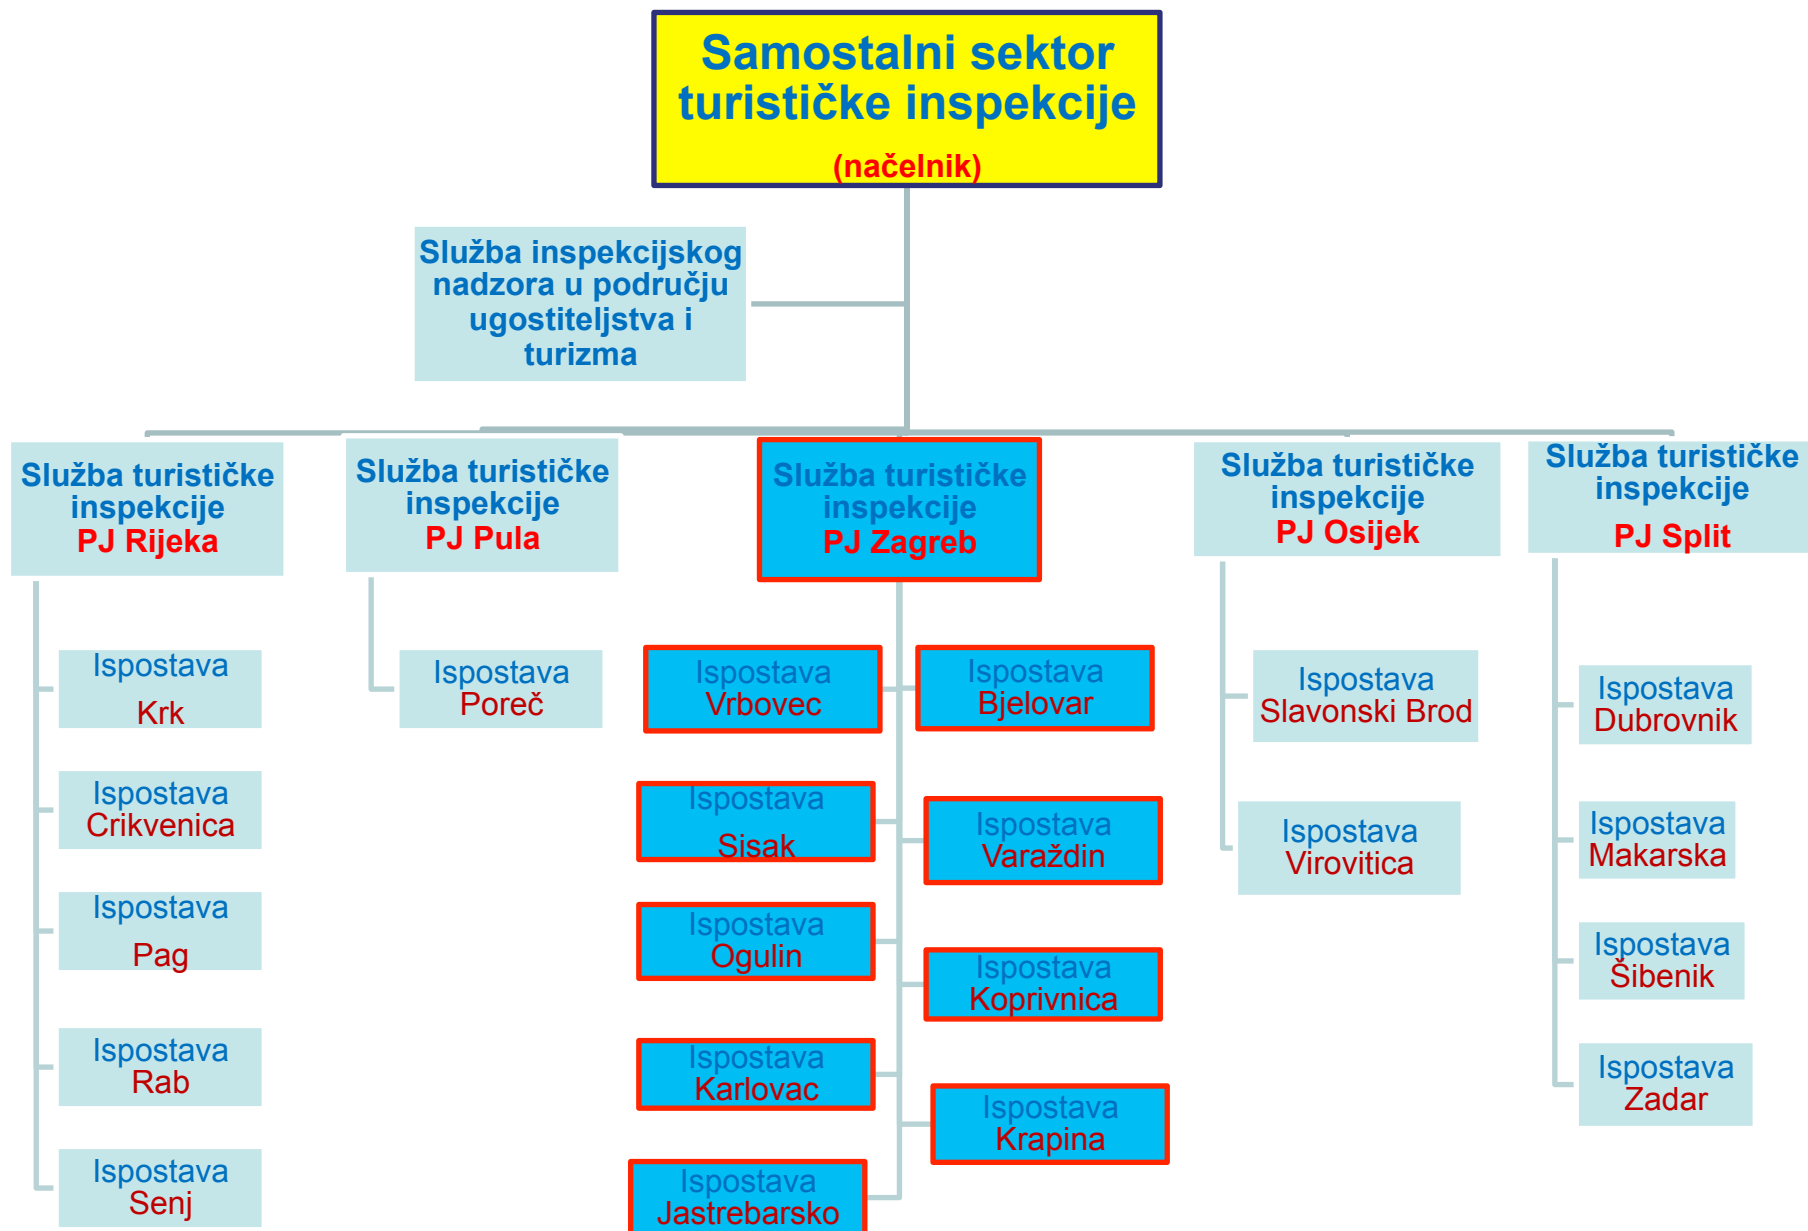 Samostalni sektor
turističke inspekcije
(načelnik)
Služba inspekcijskog
nadzora u području
ugostiteljstva i
turizma
Služba turističke
inspekcije
PJ Rijeka
Služba turističke
inspekcije
PJ Pula
Služba turističke
inspekcije
PJ Zagreb
Služba turističke
inspekcije
PJ Osijek
Služba turističke
inspekcije
PJ Split
Ispostava
Krk
Ispostava
Crikvenica
Ispostava
Pag
Ispostava
Rab
Ispostava
Senj
Ispostava
Poreč
Ispostava
Vrbovec
Ispostava
Sisak
Ispostava
Ogulin
Ispostava
Karlovac
Ispostava
Jastrebarsko
Ispostava
Bjelovar
Ispostava
Varaždin
Ispostava
Koprivnica
Ispostava
Krapina
Ispostava
Slavonski Brod
Ispostava
Virovitica
Ispostava
Dubrovnik
Ispostava
Makarska
Ispostava
Šibenik
Ispostava
Zadar